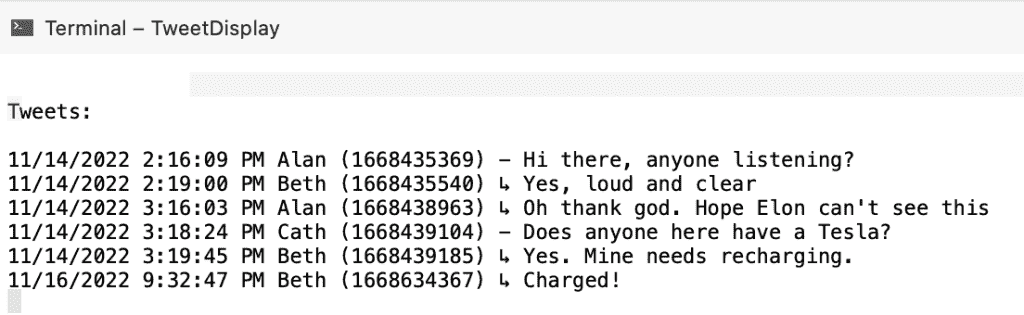 Terminal – TweetDisplay
Tweets:
11/14/2022 2:16:09 PM Alan (1668435369) – Hi there, anyone listening?
11/14/2022 2:19:00 PM Beth (1668435540) ↳ Yes, loud and clear
11/14/2022 3:16:03 PM Alan (1668438963) ↳ Oh thank god. Hope Elon can't see this
11/14/2022 3:18:24 PM Cath (1668439104) – Does anyone here have a Tesla?
11/14/2022 3:19:45 PM Beth (1668439185) ↳ Yes. Mine needs recharging.
11/16/2022 9:32:47 PM Beth (1668634367) ↳ Charged!